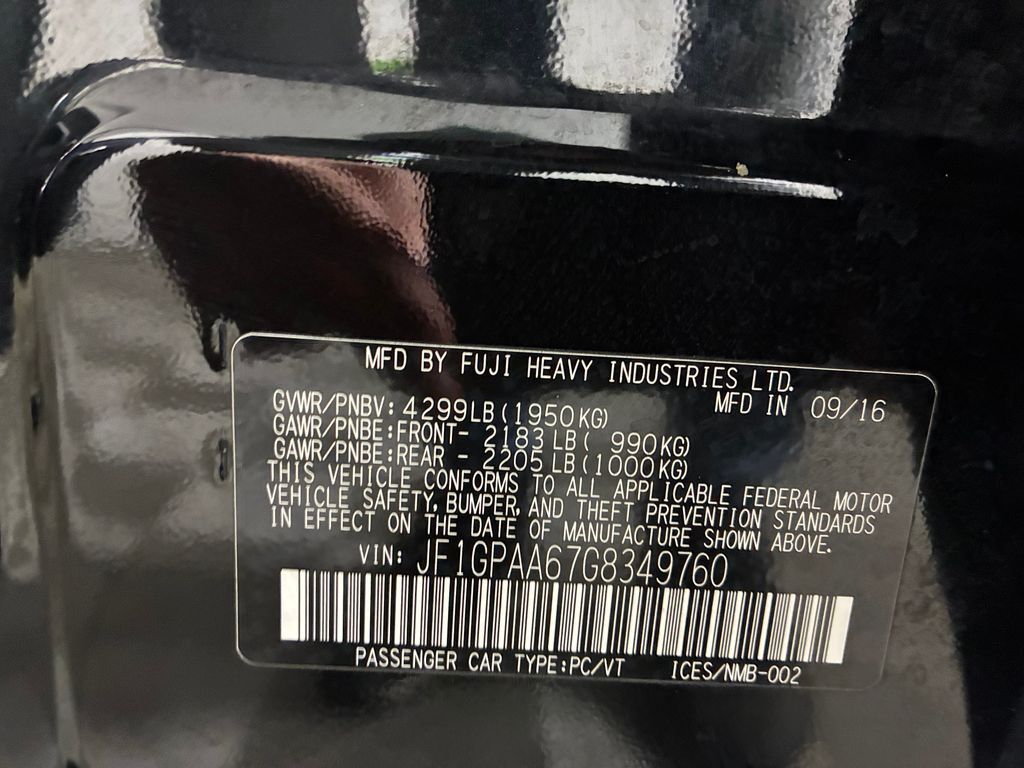 MFD BY FUJI HEAVY INDUSTRIES LTD.
MFD IN 09/16
GVWR/PNBV: 4299LB(1950KG)
GAWR/PNBE:FRONT- 2183LB( 990KG)
GAWR/PNBE:REAR - 2205LB(1000KG)
THIS VEHICLE CONFORMS TO ALL APPLICABLE FEDERAL MOTOR
VEHICLE SAFETY, BUMPER, AND THEFT PREVENTION STANDARDS
IN EFFECT ON THE DATE OF MANUFACTURE SHOWN ABOVE.
VIN: JF1GPAA67G8349760
PASSENGER CAR TYPE:PC/VT ICES/NMB-002